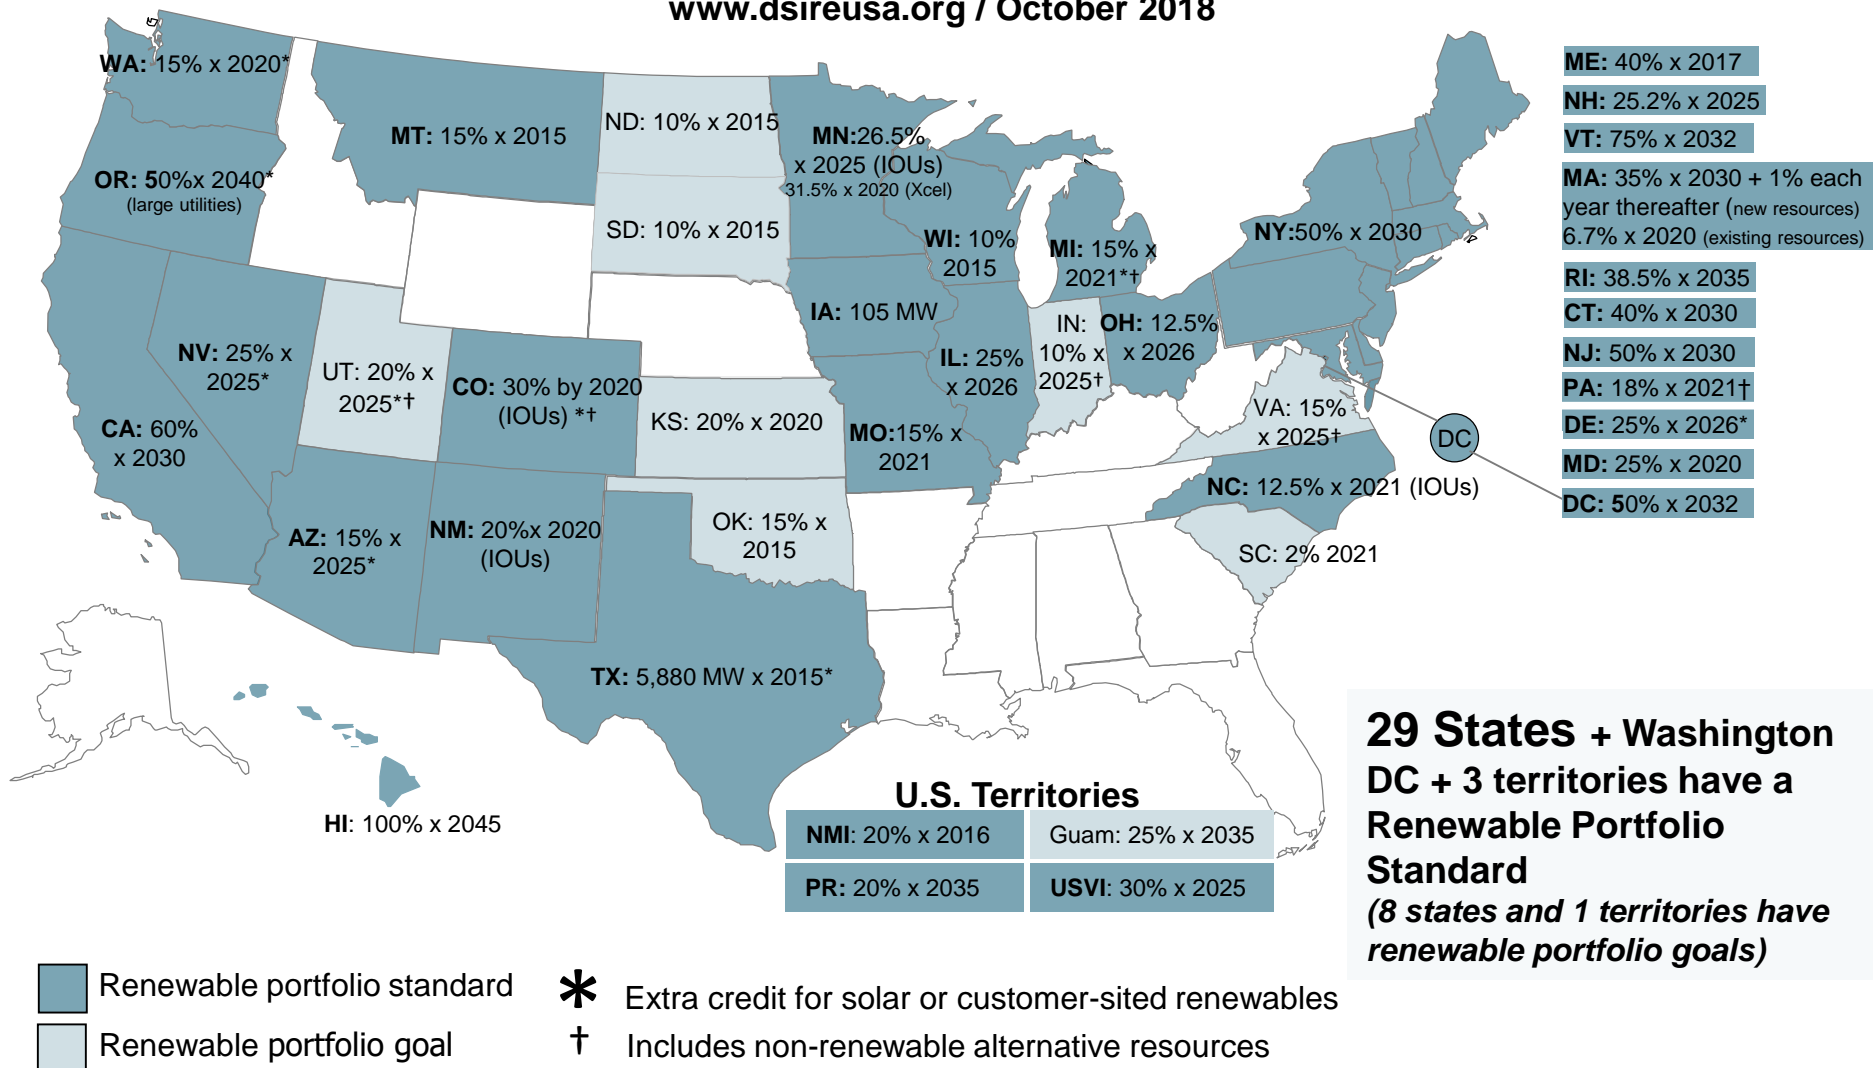 www.dsireusa.org / October 2018
WA: 15% x 2020*
MT: 15% x 2015
ND: 10% x 2015
MN:26.5%
x 2025 (IOUs)
31.5% x 2020 (Xcel)
OR: 50%x 2040*
(large utilities)
SD: 10% x 2015
WI: 10%
2015
MI: 15% x
2021*†
NY:50% x 2030
IA: 105 MW
IN:
10% x
2025†
OH: 12.5%
x 2026
IL: 25%
x 2026
NV: 25% x
2025*
UT: 20% x
2025*†
CO: 30% by 2020
(IOUs) *†
KS: 20% x 2020
MO:15% x
2021
VA: 15%
x 2025†
DC
CA: 60%
x 2030
NC: 12.5% x 2021 (IOUs)
AZ: 15% x
2025*
NM: 20%x 2020
(IOUs)
OK: 15% x
2015
SC: 2% 2021
TX: 5,880 MW x 2015*
HI: 100% x 2045
ME: 40% x 2017
NH: 25.2% x 2025
VT: 75% x 2032
MA: 35% x 2030 + 1% each
year thereafter (new resources)
6.7% x 2020 (existing resources)
RI: 38.5% x 2035
CT: 40% x 2030
NJ: 50% x 2030
PA: 18% x 2021†
DE: 25% x 2026*
MD: 25% x 2020
DC: 50% x 2032
U.S. Territories
NMI: 20% x 2016
Guam: 25% x 2035
PR: 20% x 2035
USVI: 30% x 2025
29 States + Washington
DC + 3 territories have a
Renewable Portfolio
Standard
(8 states and 1 territories have
renewable portfolio goals)
Renewable portfolio standard
* Extra credit for solar or customer-sited renewables
Renewable portfolio goal
† Includes non-renewable alternative resources